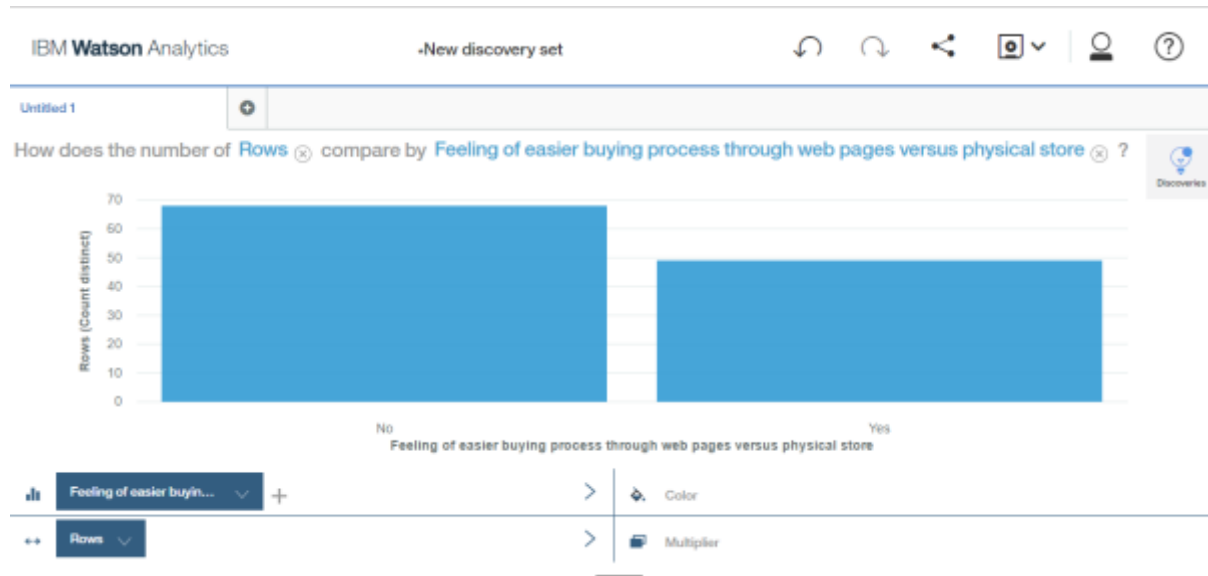 IBM Watson Analytics
-New discovery set
Untitled 1
How does the number of Rows compare by Feeling of easier buying process through web pages versus physical store ?
Discoveries
70
60
50
40
30
20
10
0
Rows (Count distinct)
No
Yes
Feeling of easier buying process through web pages versus physical store
Feeling of easier buyin...
Color
Rows
Multiplier